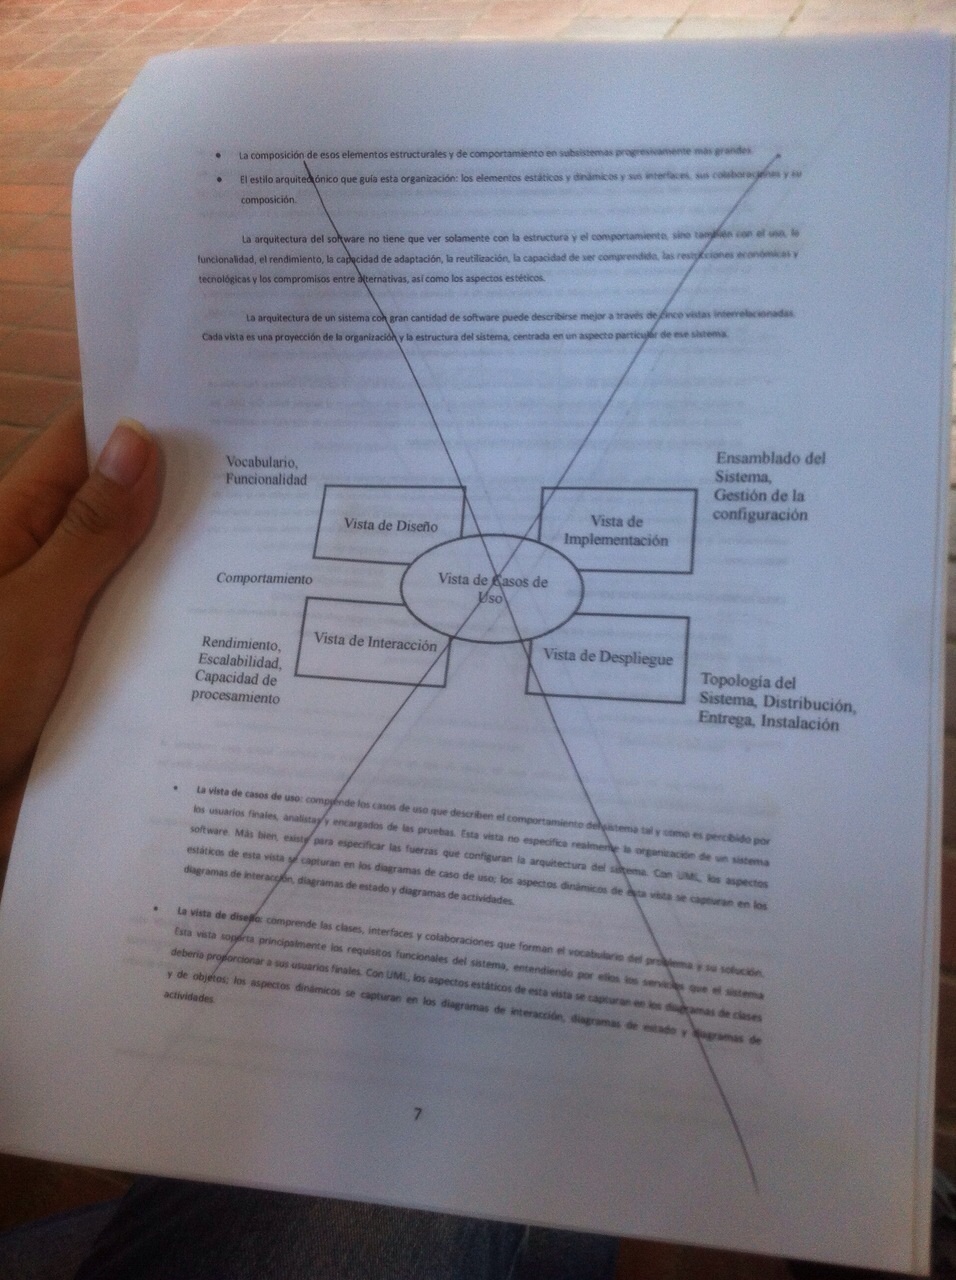 • La composición de esos elementos estructurales y de comportamiento en subsistemas progresivamente más grandes.
• El estilo arquitectónico que guía esta organización: los elementos estáticos y dinámicos y sus interfaces, sus colaboraciones y su
composición.
La arquitectura del software no tiene que ver solamente con la estructura y el comportamiento, sino también con el uso, la
funcionalidad, el rendimiento, la capacidad de adaptación, la reutilización, la capacidad de ser comprendido, las restricciones económicas y
tecnológicas y los compromisos entre alternativas, así como los aspectos estéticos.
La arquitectura de un sistema con gran cantidad de software puede describirse mejor a través de cinco vistas interrelacionadas.
Cada vista es una proyección de la organización y la estructura del sistema, centrada en un aspecto particular de ese sistema.
Vocabulario,
Funcionalidad
Ensamblado del
Sistema,
Gestión de la
configuración
Vista de Diseño
Vista de
Implementación
Vista de Casos de
Uso
Comportamiento
Vista de Interacción
Vista de Despliegue
Rendimiento,
Escalabilidad,
Capacidad de
procesamiento
Topología del
Sistema, Distribución,
Entrega, Instalación
• La vista de casos de uso: comprende los casos de uso que describen el comportamiento del sistema tal y como es percibido por
los usuarios finales, analistas y encargados de las pruebas. Esta vista no especifica realmente la organización de un sistema
software. Más bien, existe para especificar las fuerzas que configuran la arquitectura del sistema. Con UML, los aspectos
estáticos de esta vista se capturan en los diagramas de caso de uso; los aspectos dinámicos de esta vista se capturan en los
diagramas de interacción, diagramas de estado y diagramas de actividades.
• La vista de diseño: comprende las clases, interfaces y colaboraciones que forman el vocabulario del problema y su solución.
Esta vista soporta principalmente los requisitos funcionales del sistema, entendiendo por ellos los servicios que el sistema
debería proporcionar a sus usuarios finales. Con UML, los aspectos estáticos de esta vista se capturan en los diagramas de clases
y de objetos; los aspectos dinámicos se capturan en los diagramas de interacción, diagramas de estado y diagramas de
actividades
7